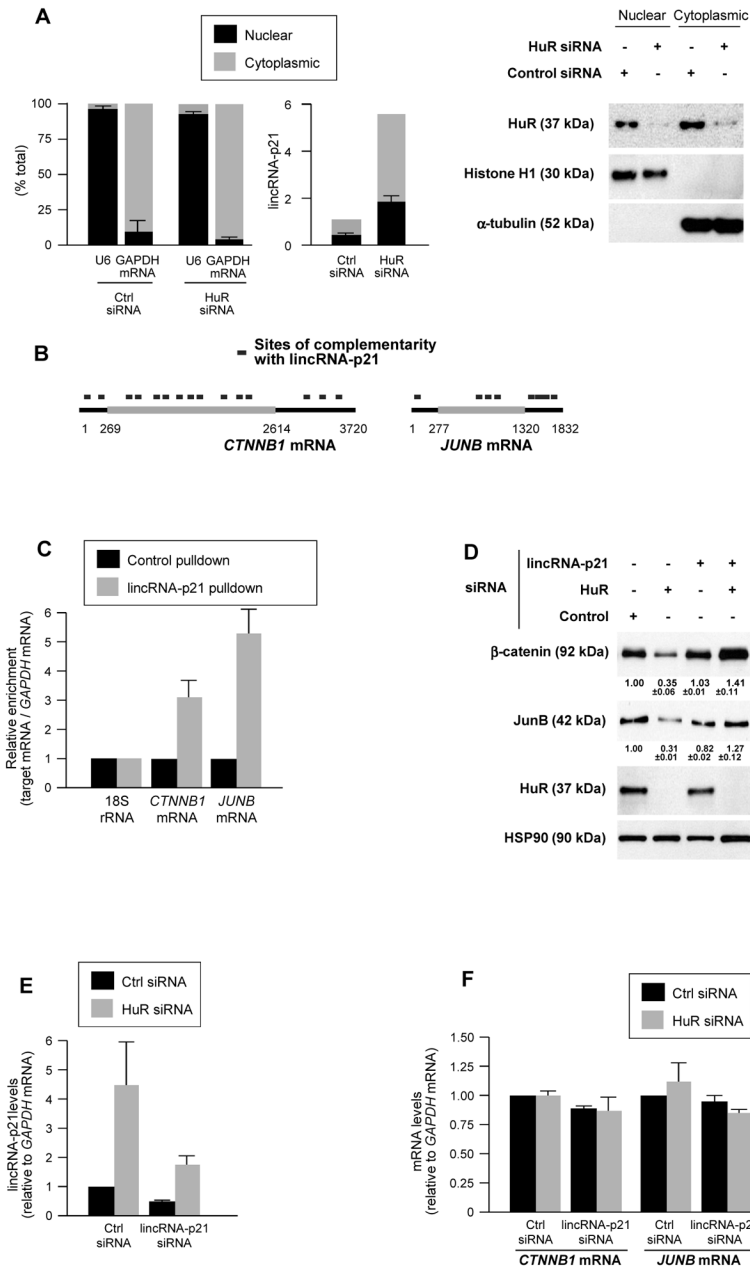 A
Nuclear
Cytoplasmic
(% total)
100
75
50
25
0
U6 GAPDH mRNA
U6 GAPDH mRNA
Ctrl siRNA
HuR siRNA
lincRNA-p21
6
4
2
0
Ctrl siRNA
HuR siRNA
Nuclear Cytoplasmic
HuR siRNA - + - +
Control siRNA + - + -
HuR (37 kDa)
Histone H1 (30 kDa)
α-tubulin (52 kDa)
B
Sites of complementarity
with lincRNA-p21
1 269 2614 3720
CTNNB1 mRNA
1 277 1320 1832
JUNB mRNA
C
Control pulldown
lincRNA-p21 pulldown
Relative enrichment
(target mRNA / GAPDH mRNA)
6
5
4
3
2
1
0
18S rRNA
CTNNB1 mRNA
JUNB mRNA
D
siRNA
lincRNA-p21 - - + +
HuR - + - +
Control + - - -
β-catenin (92 kDa)
1.00 0.35 1.03 1.41
±0.06 ±0.01 ±0.11
JunB (42 kDa)
1.00 0.31 0.82 1.27
±0.01 ±0.02 ±0.12
HuR (37 kDa)
HSP90 (90 kDa)
E
Ctrl siRNA
HuR siRNA
lincRNA-p21levels
(relative to GAPDH mRNA)
6
5
4
3
2
1
0
Ctrl siRNA
lincRNA-p21 siRNA
F
Ctrl siRNA
HuR siRNA
mRNA levels
(relative to GAPDH mRNA)
1.50
1.25
1.00
0.75
0.50
0.25
0
Ctrl siRNA
lincRNA-p21 siRNA
Ctrl siRNA
lincRNA-p2 siRNA
CTNNB1 mRNA
JUNB mRNA